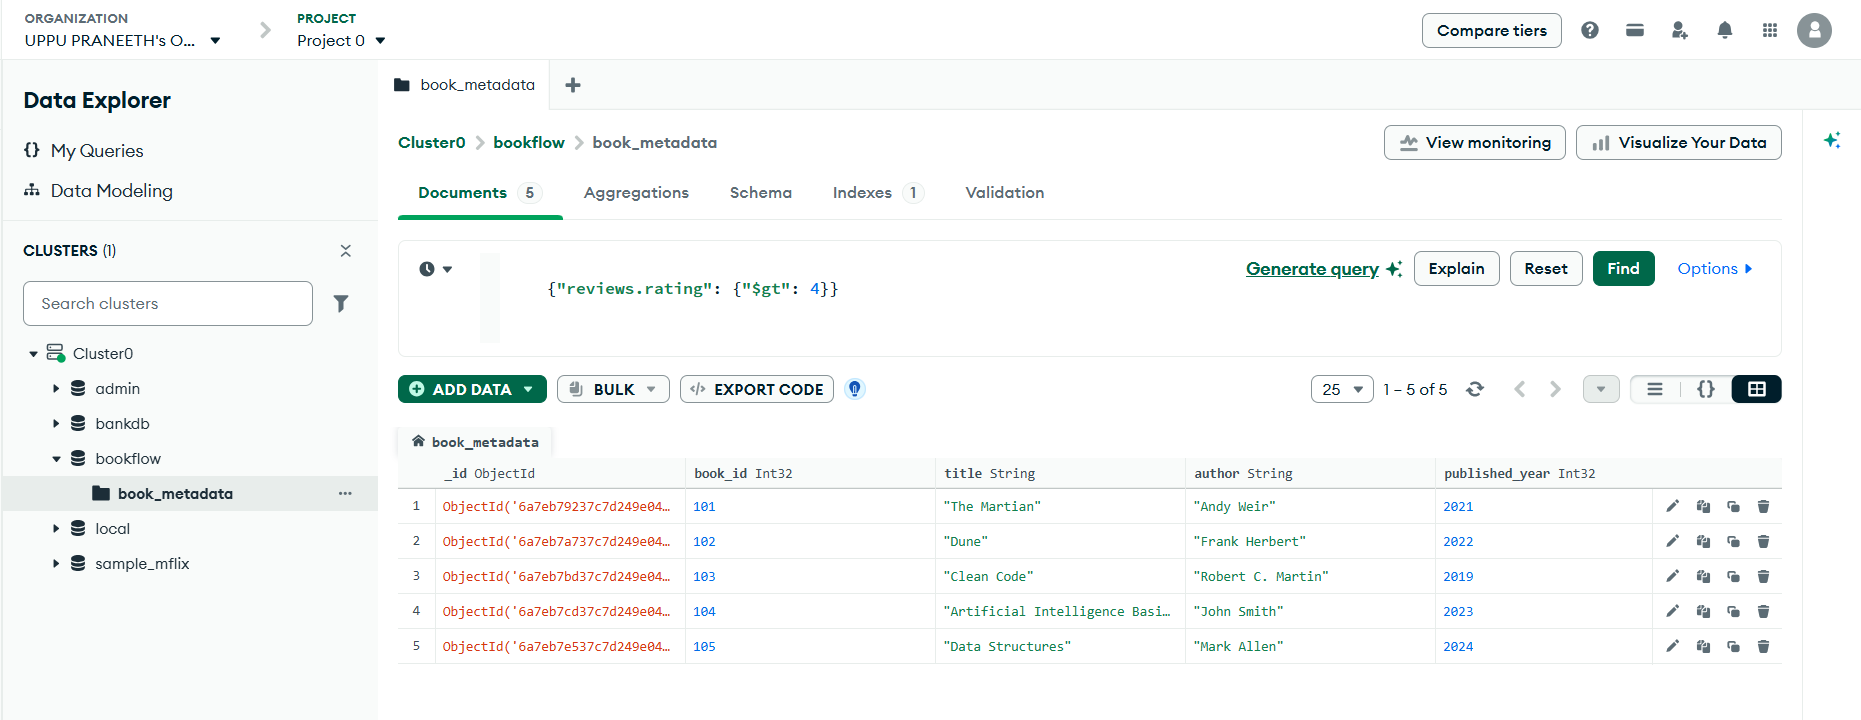 ORGANIZATION
UPPU PRANEETH's O...
PROJECT
Project 0
Compare tiers
Data Explorer
My Queries
Data Modeling
CLUSTERS (1)
Search clusters
Cluster0
admin
bankdb
bookflow
book_metadata
local
sample_mflix
book_metadata
Cluster0 bookflow book_metadata
View monitoring
Visualize Your Data
Documents 5
Aggregations
Schema
Indexes 1
Validation
{"reviews.rating": {"$gt": 4}}
Generate query
Explain
Reset
Find
Options
ADD DATA
BULK
EXPORT CODE
25
1 – 5 of 5
book_metadata
_id ObjectId book_id Int32 title String author String published_year Int32
1 ObjectId('6a7eb79237c7d249e04... 101 "The Martian" "Andy Weir" 2021
2 ObjectId('6a7eb7a737c7d249e04... 102 "Dune" "Frank Herbert" 2022
3 ObjectId('6a7eb7bd37c7d249e04... 103 "Clean Code" "Robert C. Martin" 2019
4 ObjectId('6a7eb7cd37c7d249e04... 104 "Artificial Intelligence Basi... "John Smith" 2023
5 ObjectId('6a7eb7e537c7d249e04... 105 "Data Structures" "Mark Allen" 2024